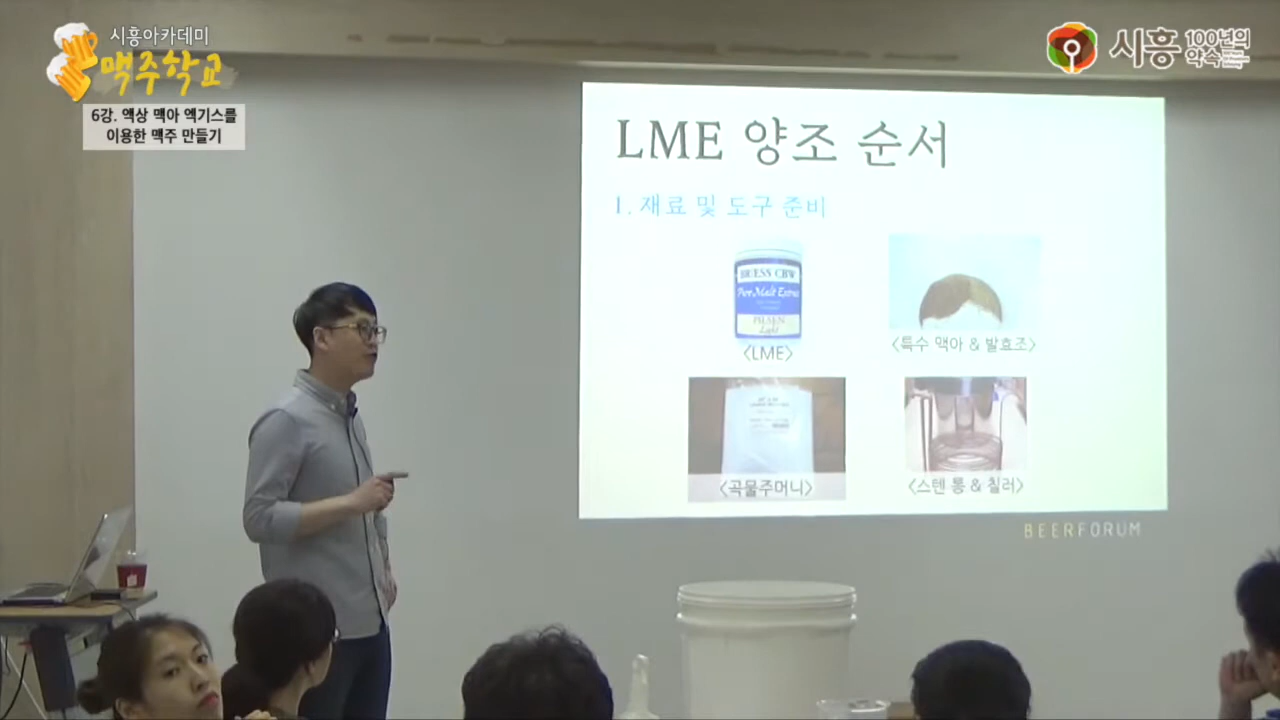 시흥아카데미
맥주학교
6강. 액상 맥아 엑기스를
이용한 맥주 만들기
시흥 100년의
약속
LME 양조 순서
1. 재료 및 도구 준비
BRIESS CBW
Pure Malt Extract
PILSEN
Light
<LME>
<특수 맥아 & 발효조>
<곡물주머니>
<스텐 통 & 칠러>
BEERFORUM